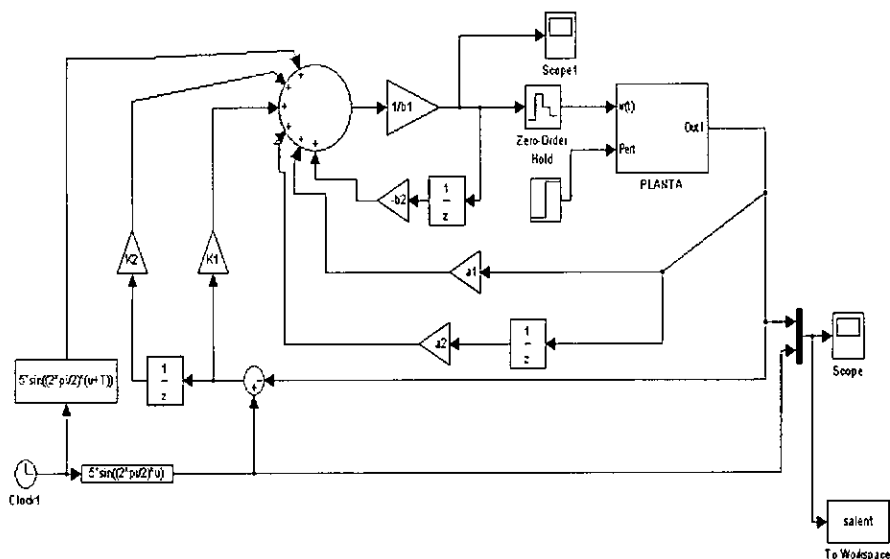 Scope1
1/b1
Zero-Order
Hold
w(t)
Out1
Pert
PLANTA
-b2
1
z
K2
K1
a1
a2
1
z
5*sin((2*pi/2)*(u+T))
1
z
Scope
Clock1
5*sin((2*pi/2)*u)
salent
To Workspace